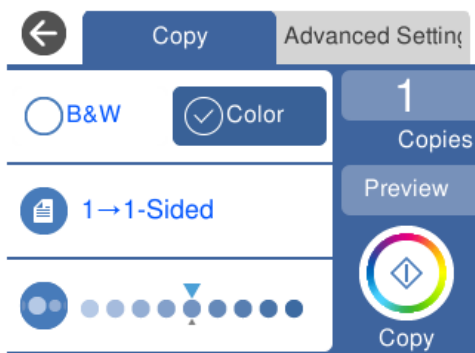 Copy
Advanced Setting
B&W
Color
1
Copies
Preview
1→1-Sided
Copy